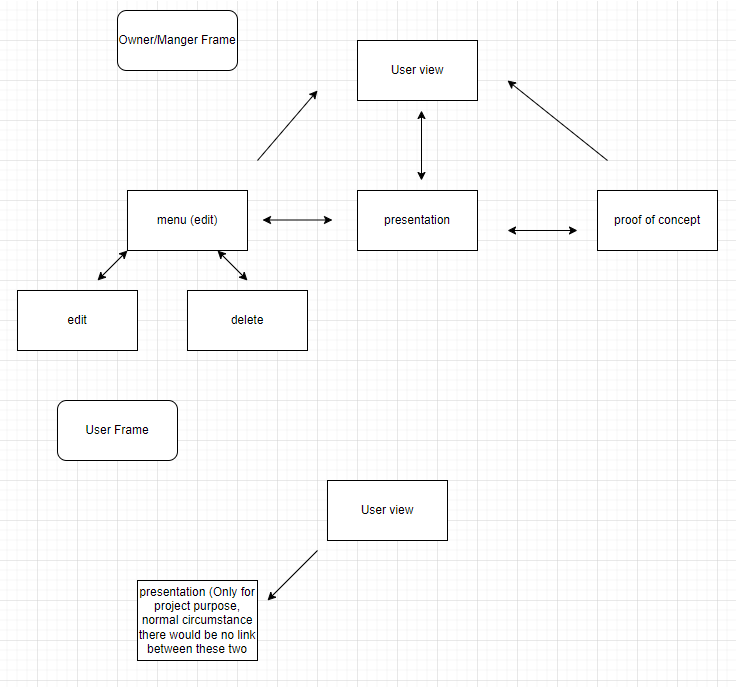 Owner/Manger Frame
User view
menu (edit)
presentation
proof of concept
edit
delete
User Frame
User view
presentation (Only for
project purpose,
normal circumstance
there would be no link
between these two